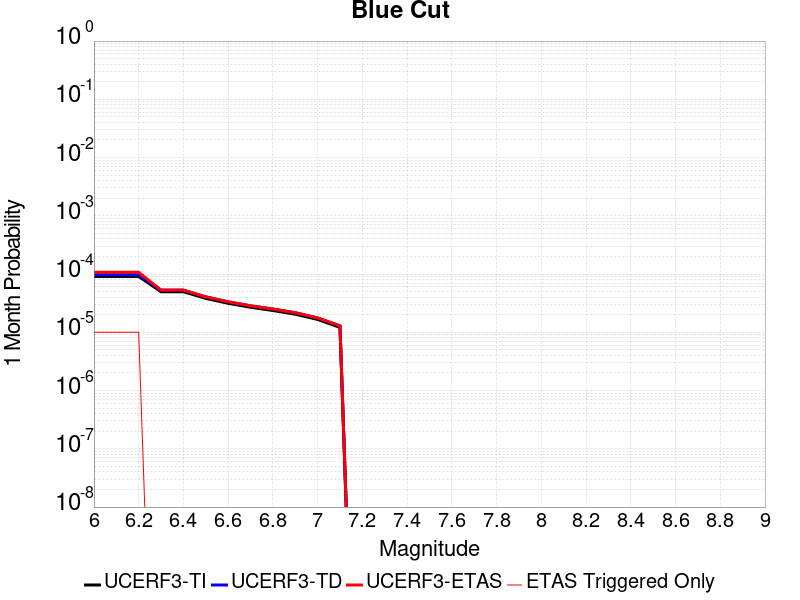 Blue Cut
10 0
10 -1
10 -2
10 -3
10 -4
10 -5
10 -6
10 -7
10 -8
1 Month Probability
6 6.2 6.4 6.6 6.8 7 7.2 7.4 7.6 7.8 8 8.2 8.4 8.6 8.8 9
Magnitude
UCERF3-TI UCERF3-TD UCERF3-ETAS ETAS Triggered Only